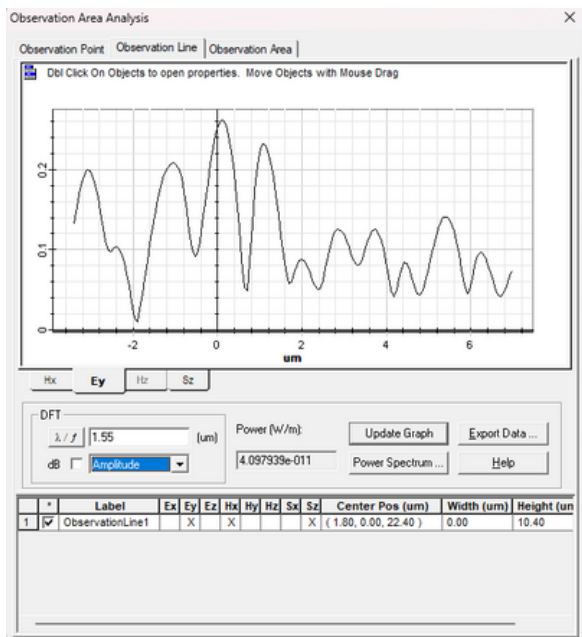 Observation Area Analysis
Observation Point Observation Line Observation Area
Dbl Click On Objects to open properties. Move Objects with Mouse Drag
0.2
0.1
0
-2 0 2 4 6
um
Hx Ey Hz Sz
DFT
λ / f 1.55 (um)
dB Amplitude
Power (W/m):
4.097939e-011
Update Graph Export Data ...
Power Spectrum ... Help
* Label Ex Ey Ez Hx Hy Hz Sx Sz Center Pos (um) Width (um) Height (um
1 ObservationLine1 X X X ( 1.80, 0.00, 22.40 ) 0.00 10.40